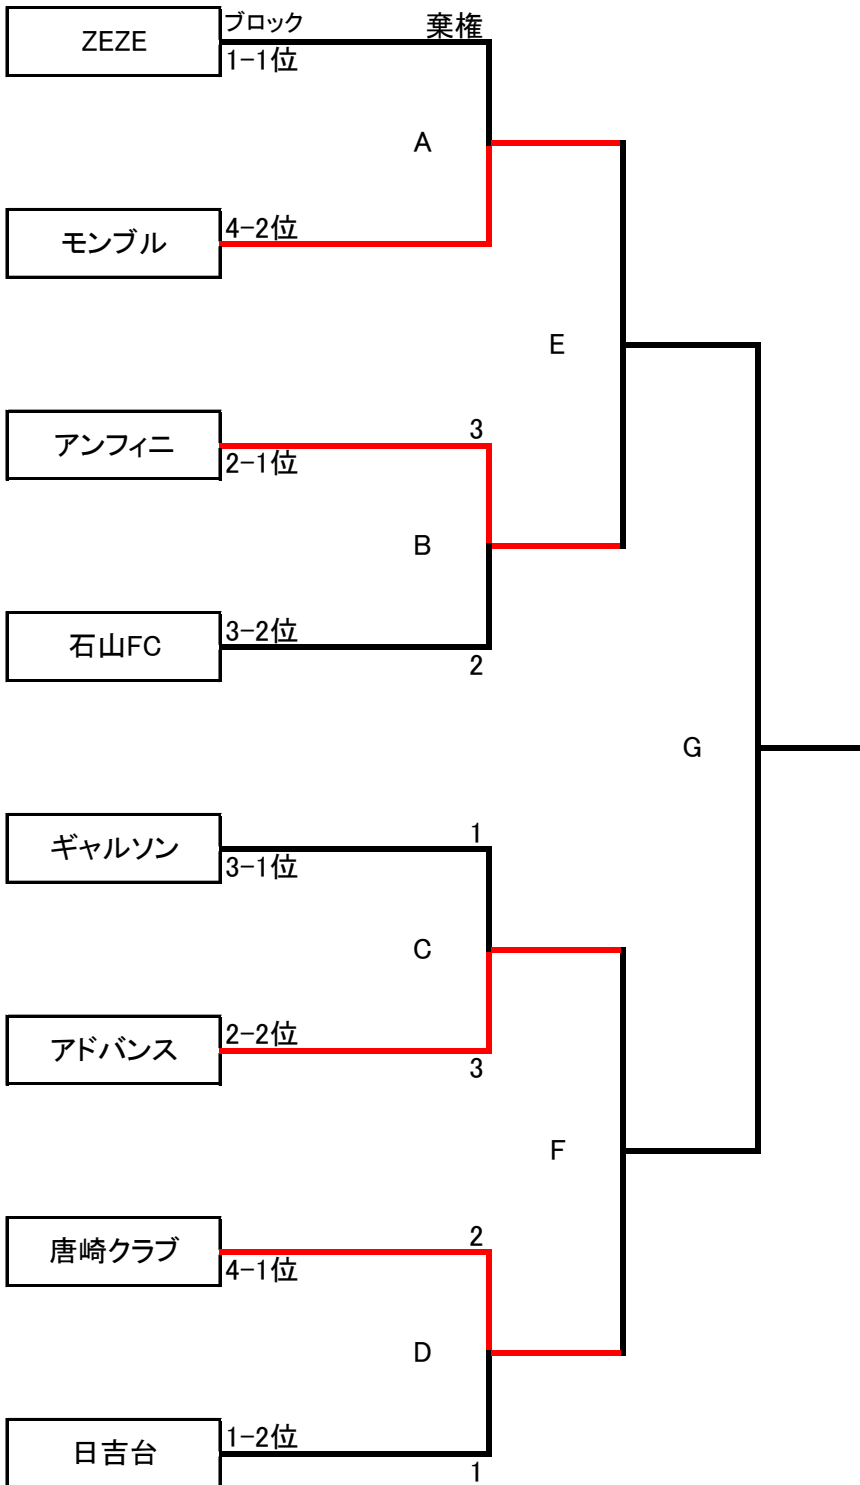 ブロック
棄権
ZEZE
1-1位
A
4-2位
モンブル
E
3
アンフィニ
2-1位
B
3-2位
石山FC
2
G
1
ギャルソン
3-1位
C
2-2位
アドバンス
3
F
2
唐崎クラブ
4-1位
D
1-2位
日吉台
1